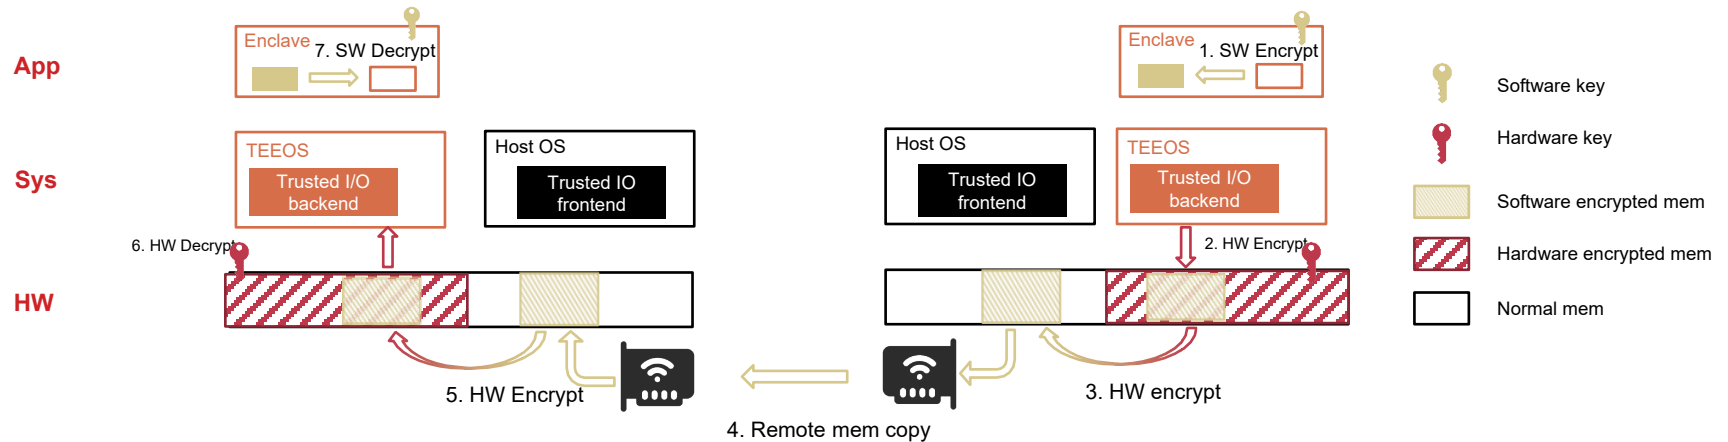 App
Enclave
7. SW Decrypt
Enclave
1. SW Encrypt
Software key
Hardware key
Sys
TEEOS
Trusted I/O
backend
Host OS
Trusted IO
frontend
Host OS
Trusted IO
frontend
TEEOS
Trusted I/O
backend
Software encrypted mem
6. HW Decrypt
2. HW Encrypt
Hardware encrypted mem
HW
Normal mem
5. HW Encrypt
3. HW encrypt
4. Remote mem copy